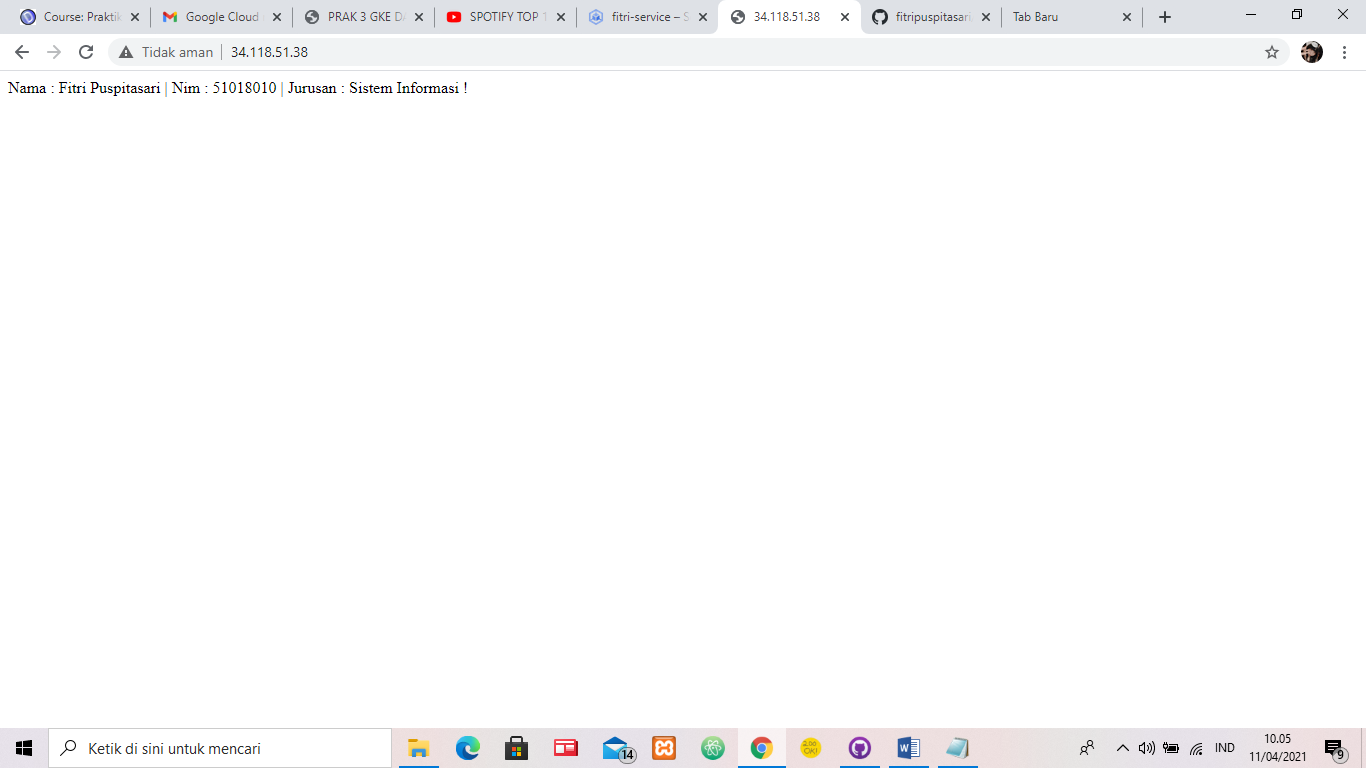 Course: Praktik
Google Cloud
PRAK 3 GKE DA
SPOTIFY TOP 1
fitri-service – S
34.118.51.38
fitripuspitasari
Tab Baru
Tidak aman
34.118.51.38
Nama : Fitri Puspitasari | Nim : 51018010 | Jurusan : Sistem Informasi !
Ketik di sini untuk mencari
14
IND
10.05
11/04/2021
9